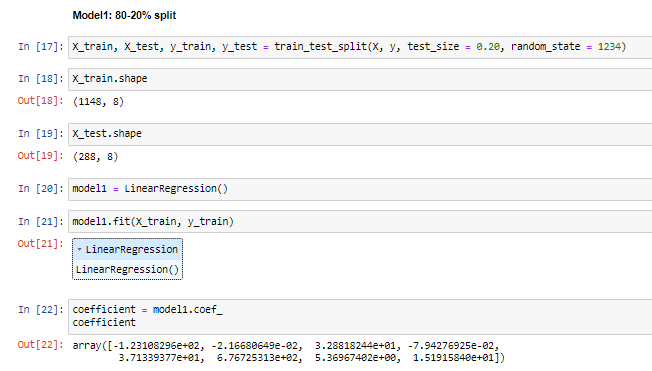 Model1: 80-20% split
In [17]: X_train, X_test, y_train, y_test = train_test_split(X, y, test_size = 0.20, random_state = 1234)
In [18]: X_train.shape
Out[18]: (1148, 8)
In [19]: X_test.shape
Out[19]: (288, 8)
In [20]: model1 = LinearRegression()
In [21]: model1.fit(X_train, y_train)
Out[21]: ▾ LinearRegression
LinearRegression()
In [22]: coefficient = model1.coef_
coefficient
Out[22]: array([-1.23108296e+02, -2.16680649e-02, 3.28818244e+01, -7.94276925e-02,
3.71339377e+01, 6.76725313e+02, 5.36967402e+00, 1.51915840e+01])